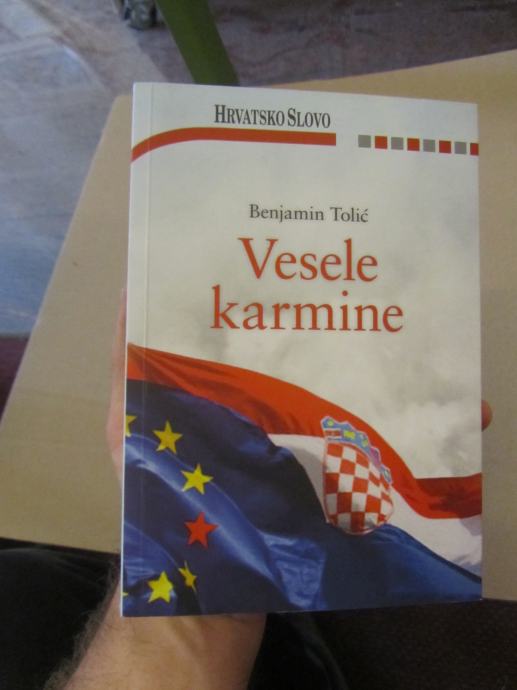 HRVATSKO SLOVO
Benjamin Tolić
Vesele
karmine